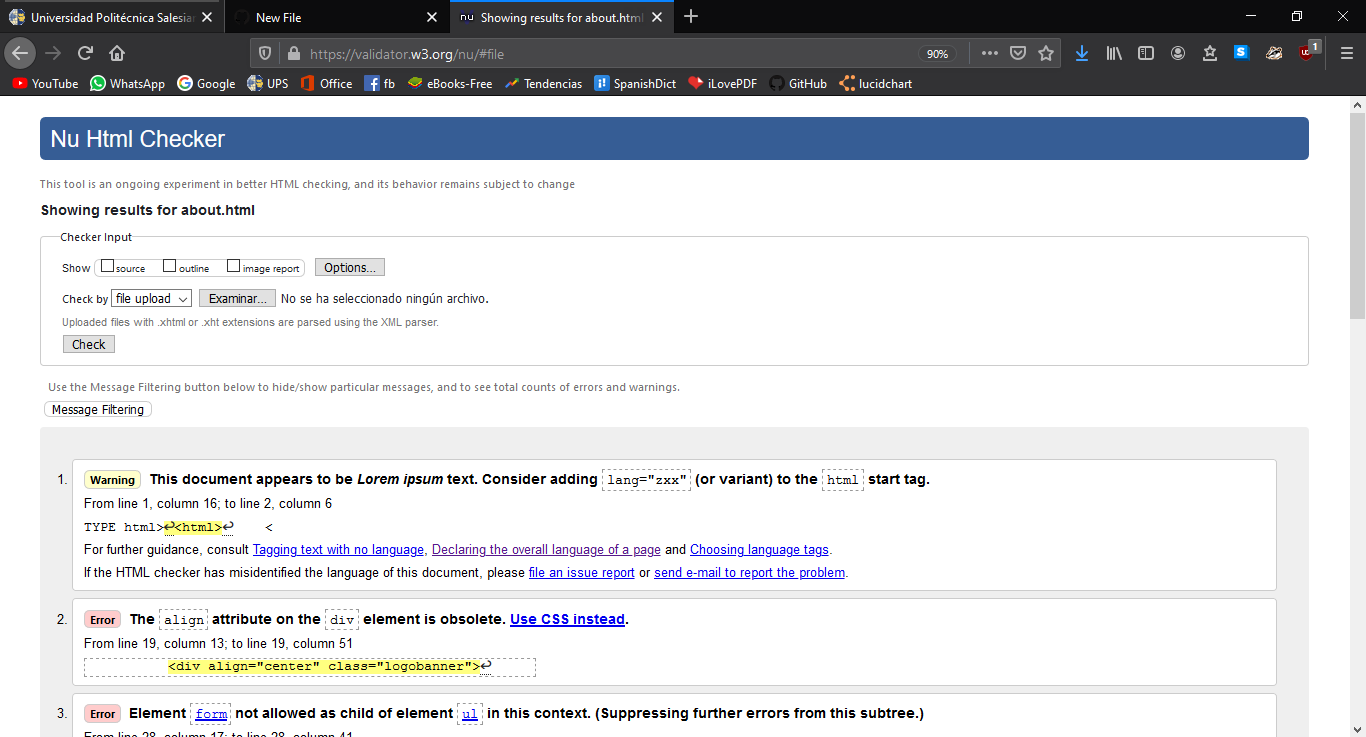 Universidad Politécnica Salesia
New File
Showing results for about.html
https://validator.w3.org/nu/#file
90%
1
YouTube
WhatsApp
Google
UPS
Office
fb
eBooks-Free
Tendencias
SpanishDict
iLovePDF
GitHub
lucidchart
Nu Html Checker
This tool is an ongoing experiment in better HTML checking, and its behavior remains subject to change
Showing results for about.html
Checker Input
Show source outline image report Options...
Check by file upload Examinar... No se ha seleccionado ningún archivo.
Uploaded files with .xhtml or .xht extensions are parsed using the XML parser.
Check
Use the Message Filtering button below to hide/show particular messages, and to see total counts of errors and warnings.
Message Filtering
1. Warning This document appears to be Lorem ipsum text. Consider adding lang="zxx" (or variant) to the html start tag.
From line 1, column 16; to line 2, column 6
TYPE html>↩<html>↩ <
For further guidance, consult Tagging text with no language, Declaring the overall language of a page and Choosing language tags.
If the HTML checker has misidentified the language of this document, please file an issue report or send e-mail to report the problem.
2. Error The align attribute on the div element is obsolete. Use CSS instead.
From line 19, column 13; to line 19, column 51
<div align="center" class="logobanner">↩
3. Error Element form not allowed as child of element ul in this context. (Suppressing further errors from this subtree.)
From line 28, column 17; to line 28, column 41